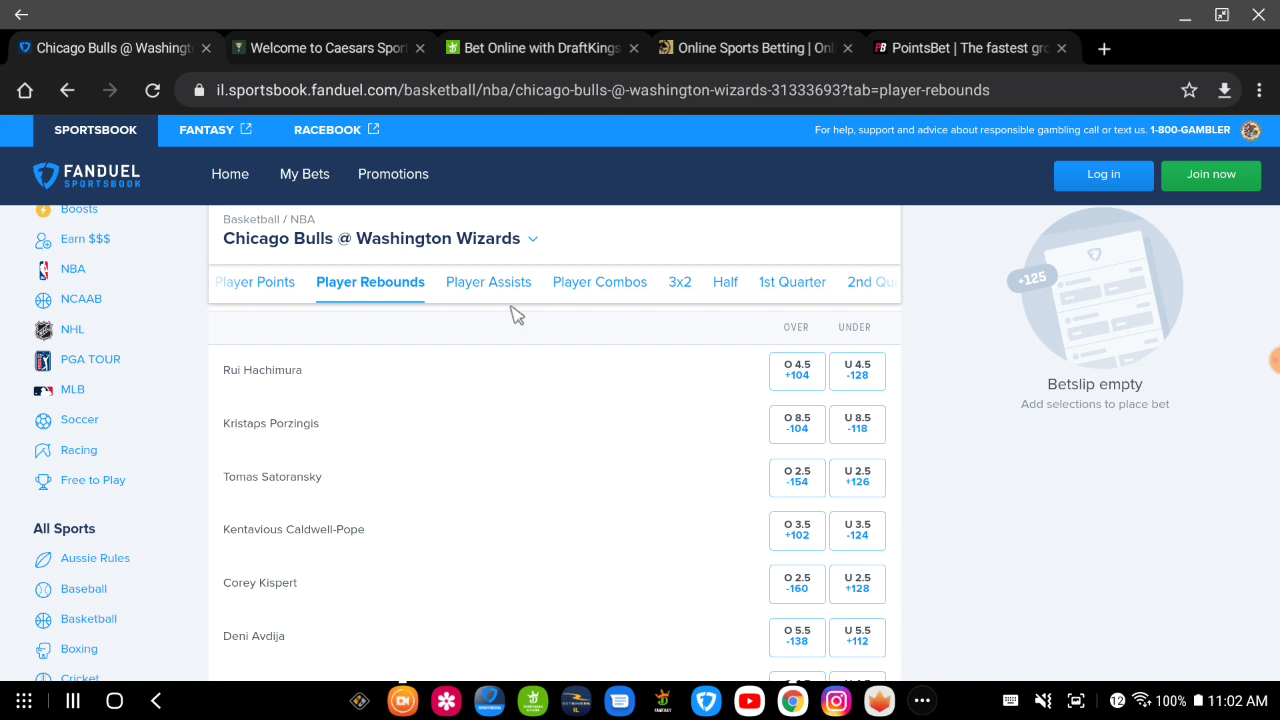 Chicago Bulls @ Washingt
Welcome to Caesars Sport
Bet Online with DraftKings
Online Sports Betting | Onl
PointsBet | The fastest gro
il.sportsbook.fanduel.com/basketball/nba/chicago-bulls-@-washington-wizards-31333693?tab=player-rebounds
SPORTSBOOK FANTASY RACEBOOK For help, support and advice about responsible gambling call or text us. 1-800-GAMBLER
FANDUEL
SPORTSBOOK
Home My Bets Promotions Log in Join now
Boosts
Earn $$$
NBA
NCAAB
NHL
PGA TOUR
MLB
Soccer
Racing
Free to Play
All Sports
Aussie Rules
Baseball
Basketball
Boxing
Cricket
Basketball / NBA
Chicago Bulls @ Washington Wizards
Player Points Player Rebounds Player Assists Player Combos 3x2 Half 1st Quarter 2nd Qu
OVER UNDER
Rui Hachimura O 4.5 +104 U 4.5 -128
Kristaps Porzingis O 8.5 -104 U 8.5 -118
Tomas Satoransky O 2.5 -154 U 2.5 +126
Kentavious Caldwell-Pope O 3.5 +102 U 3.5 -124
Corey Kispert O 2.5 -160 U 2.5 +128
Deni Avdija O 5.5 -138 U 5.5 +112
+125
Betslip empty
Add selections to place bet
12 100% 11:02 AM